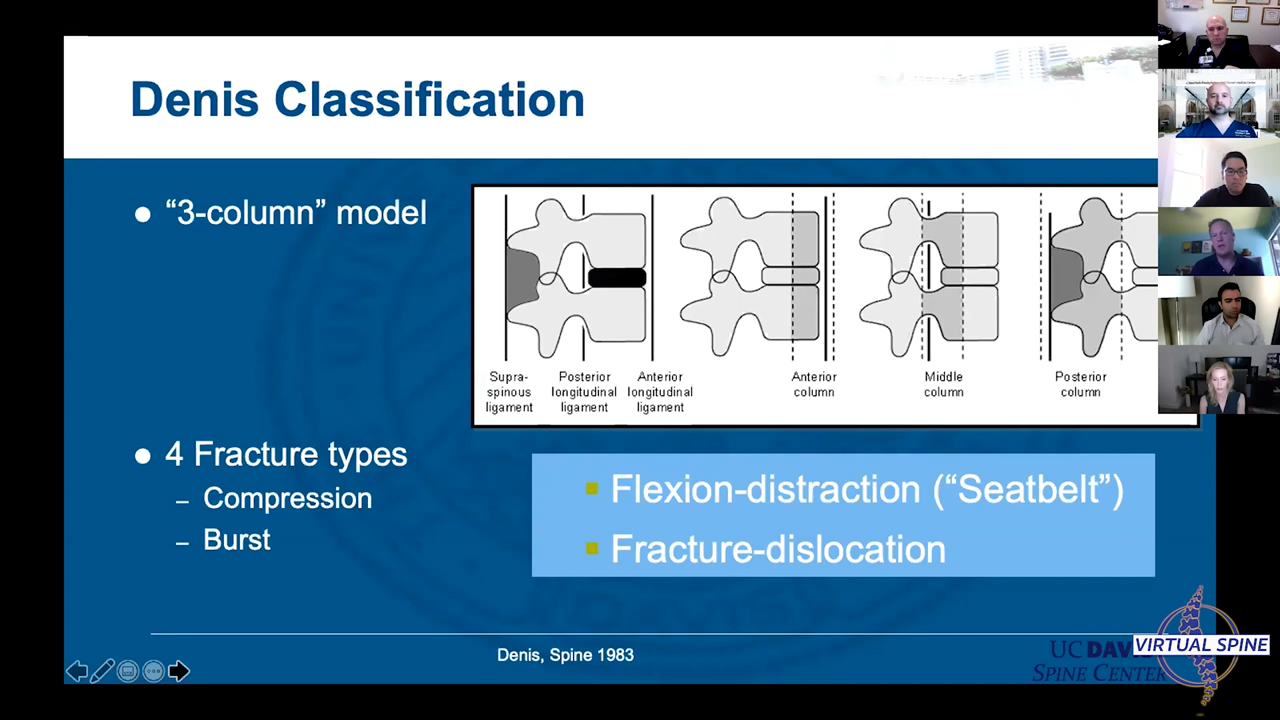 Denis Classification
● “3-column” model
Supra-
spinous
ligament
Posterior
longitudinal
ligament
Anterior
longitudinal
ligament
Anterior
column
Middle
column
Posterior
column
● 4 Fracture types
– Compression
– Burst
Flexion-distraction (“Seatbelt”)
Fracture-dislocation
Denis, Spine 1983
UC DAVI
SPINE CENTER
VIRTUAL SPINE